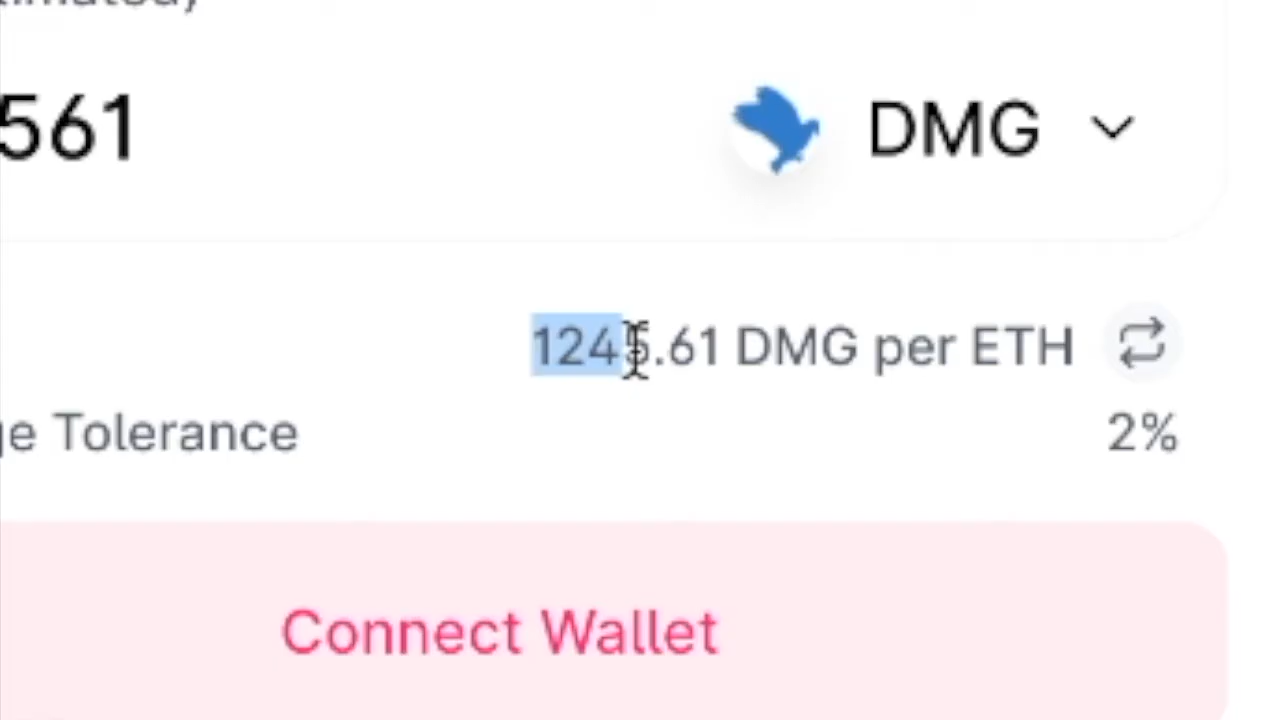 561
DMG
1245.61 DMG per ETH
ge Tolerance
2%
Connect Wallet